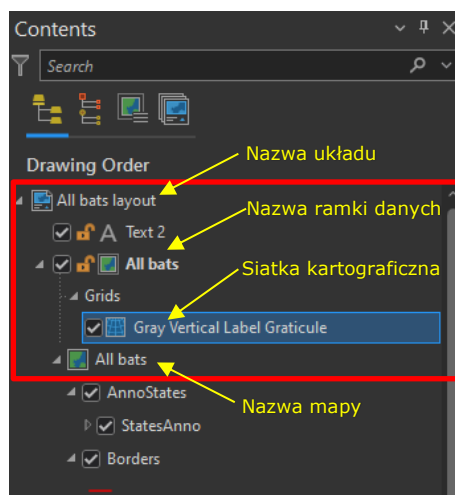 Contents
Search
Drawing Order
Nazwa układu
All bats layout
Nazwa ramki danych
A Text 2
All bats
Siatka kartograficzna
Grids
Gray Vertical Label Graticule
All bats
Nazwa mapy
AnnoStates
StatesAnno
Borders